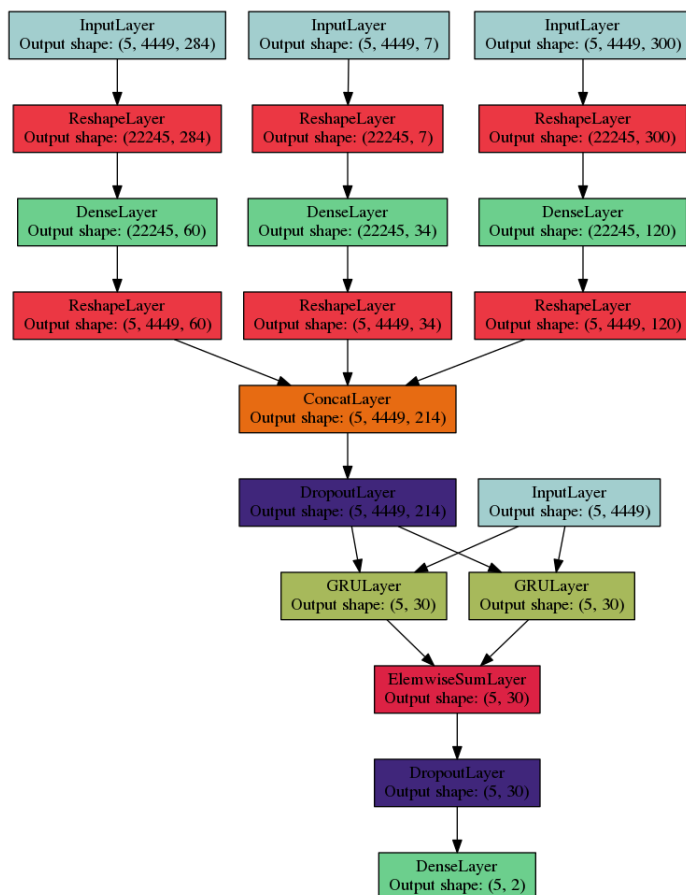 InputLayer
Output shape: (5, 4449, 284)
InputLayer
Output shape: (5, 4449, 7)
InputLayer
Output shape: (5, 4449, 300)
ReshapeLayer
Output shape: (22245, 284)
ReshapeLayer
Output shape: (22245, 7)
ReshapeLayer
Output shape: (22245, 300)
DenseLayer
Output shape: (22245, 60)
DenseLayer
Output shape: (22245, 34)
DenseLayer
Output shape: (22245, 120)
ReshapeLayer
Output shape: (5, 4449, 60)
ReshapeLayer
Output shape: (5, 4449, 34)
ReshapeLayer
Output shape: (5, 4449, 120)
ConcatLayer
Output shape: (5, 4449, 214)
DropoutLayer
Output shape: (5, 4449, 214)
InputLayer
Output shape: (5, 4449)
GRULayer
Output shape: (5, 30)
GRULayer
Output shape: (5, 30)
ElemwiseSumLayer
Output shape: (5, 30)
DropoutLayer
Output shape: (5, 30)
DenseLayer
Output shape: (5, 2)